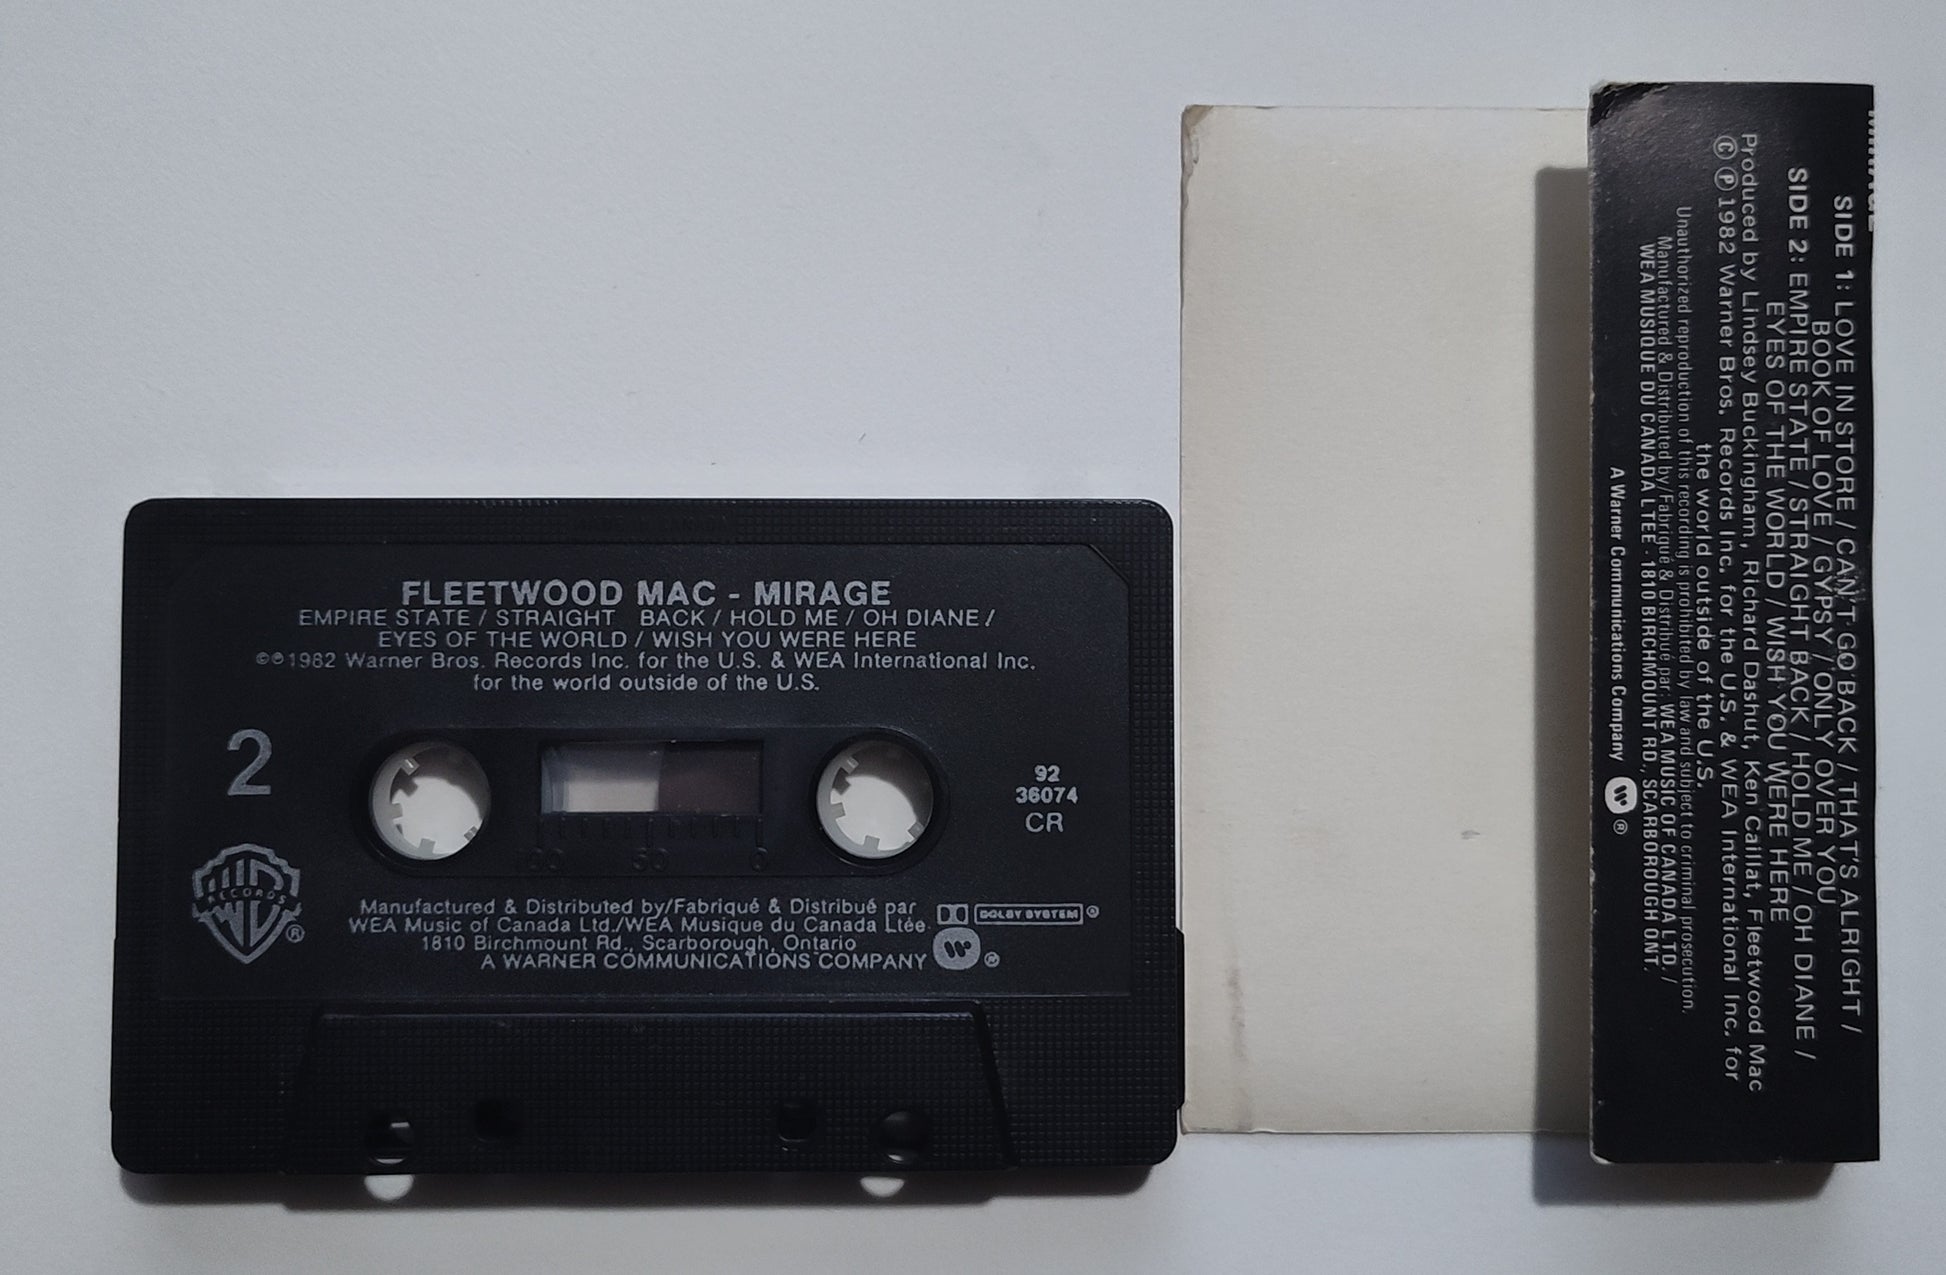 FLEETWOOD MAC - MIRAGE
EMPIRE STATE / STRAIGHT BACK / HOLD ME / OH DIANE /
EYES OF THE WORLD / WISH YOU WERE HERE
©℗1982 Warner Bros. Records Inc. for the U.S. & WEA International Inc.
for the world outside of the U.S.
2
92
36074
CR
100 50 0
RECORDS
®
Manufactured & Distributed by/Fabriqué & Distribué par
WEA Music of Canada Ltd./WEA Musique du Canada Ltée
1810 Birchmount Rd., Scarborough, Ontario
A WARNER COMMUNICATIONS COMPANY
DOLBY SYSTEM ®
®
MIRAGE
SIDE 1: LOVE IN STORE / CAN'T GO BACK / THAT'S ALRIGHT /
BOOK OF LOVE / GYPSY / ONLY OVER YOU
SIDE 2: EMPIRE STATE / STRAIGHT BACK / HOLD ME / OH DIANE /
EYES OF THE WORLD / WISH YOU WERE HERE
Produced by Lindsey Buckingham, Richard Dashut, Ken Caillat, Fleetwood Mac
© ℗ 1982 Warner Bros. Records Inc. for the U.S. & WEA International Inc. for
the world outside of the U.S.
Unauthorized reproduction of this recording is prohibited by law and subject to criminal prosecution.
Manufactured & Distributed by/Fabriqué & Distribué par: WEA MUSIC OF CANADA LTD. /
WEA MUSIQUE DU CANADA LTEE · 1810 BIRCHMOUNT RD., SCARBOROUGH ONT.
A Warner Communications Company ®